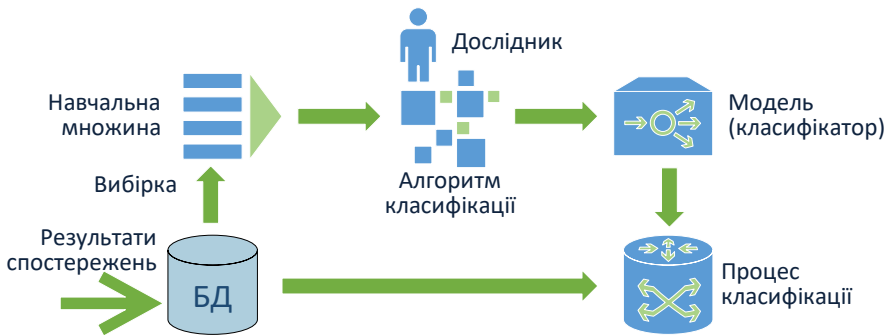 Дослідник
Навчальна
множина
Модель
(класифікатор)
Алгоритм
класифікації
Вибірка
Результати
спостережень
БД
Процес
класифікації